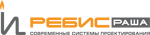 РЕБИС РАША
СОВРЕМЕННЫЕ СИСТЕМЫ ПРОЕКТИРОВАНИЯ